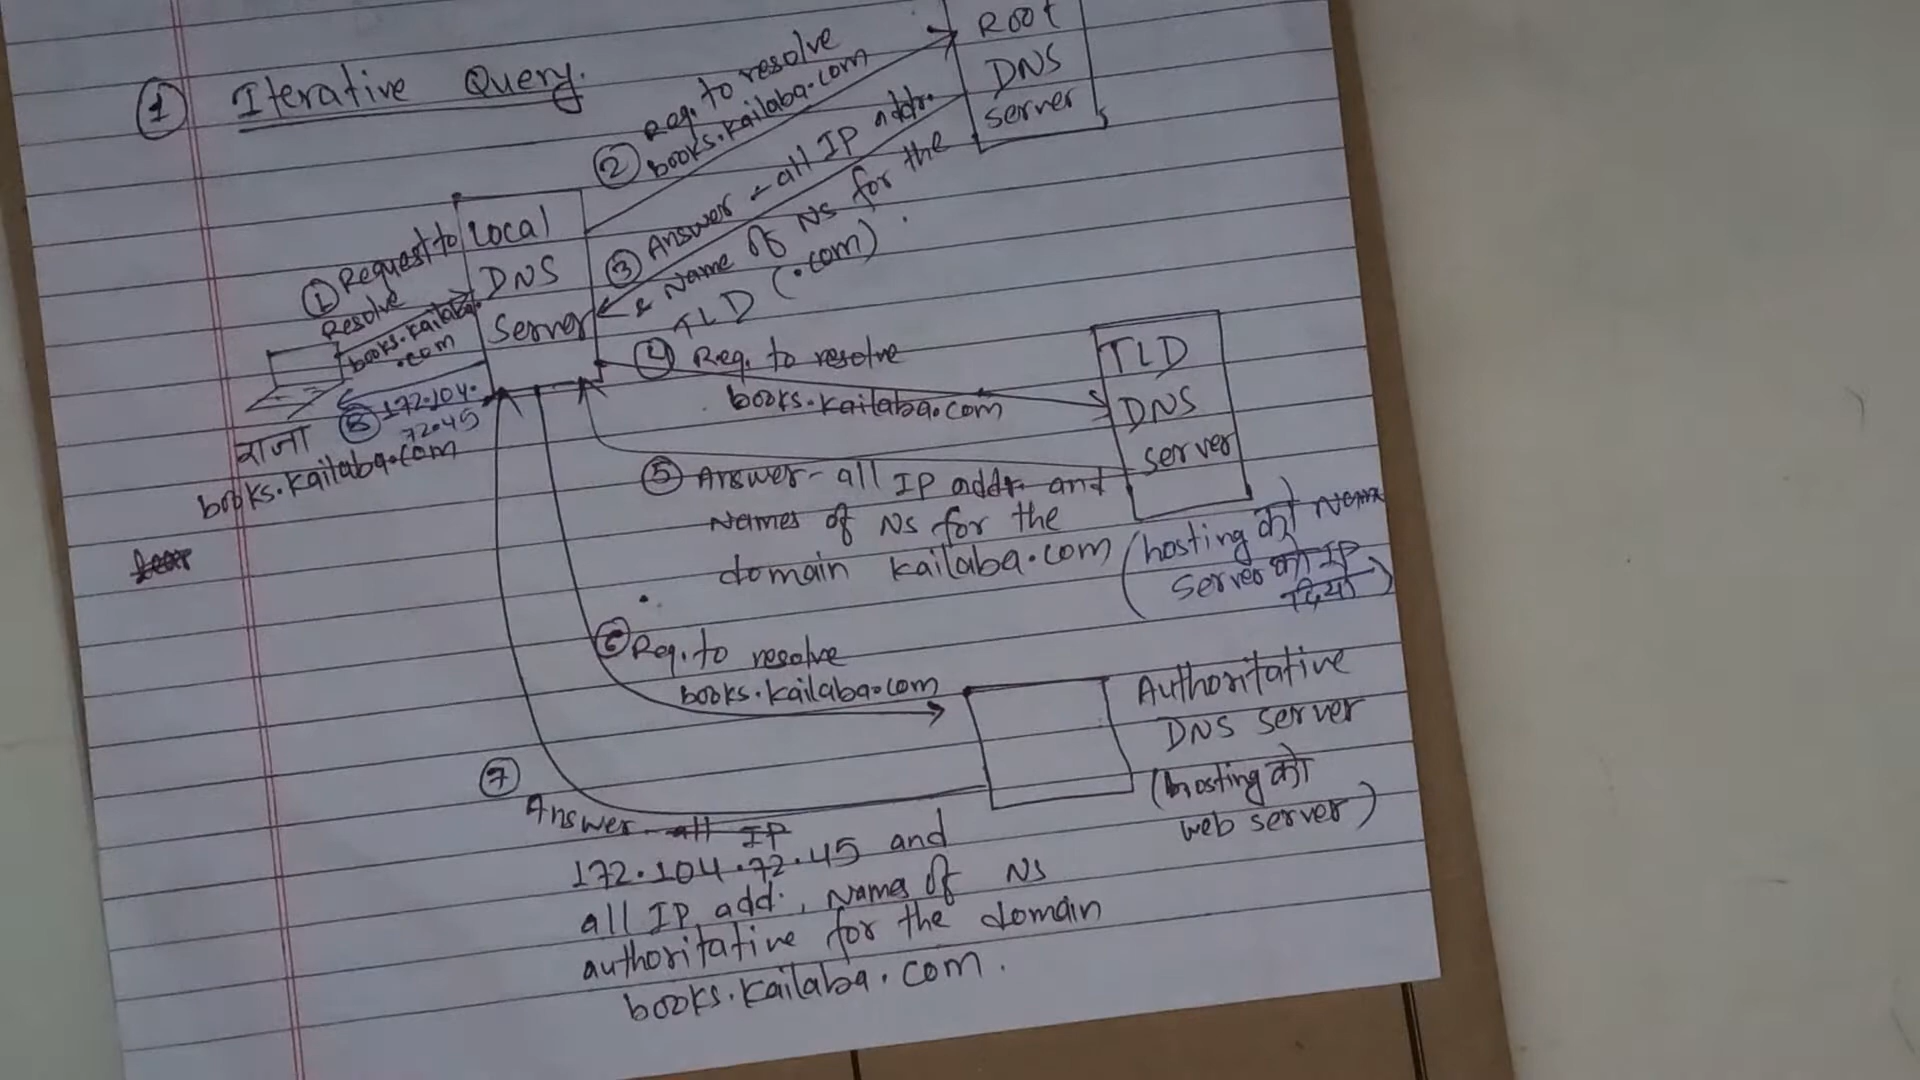 ① Iterative Query.
② Req. to resolve
books.kailaba.com
Root
DNS
server
③ Answer - all IP addr.
& Name of NS for the
TLD (.com).
① Request to
Resolve
books.kailaba.
.com
Local
DNS
Server
④ Req. to resolve
books.kailaba.com
TLD
DNS
server
⑧ 172.104.
72.45
राजा
books.kailaba.com
⑤ Answer - all IP addr. and
Names of NS for the
domain kailaba.com
(hosting को Name
server को IP
दियो)
⑥ Req. to resolve
books.kailaba.com
Authoritative
DNS server
(hosting को
web server)
⑦
Answer - all IP
172.104.72.45 and
all IP add., Names of NS
authoritative for the domain
books.kailaba.com.